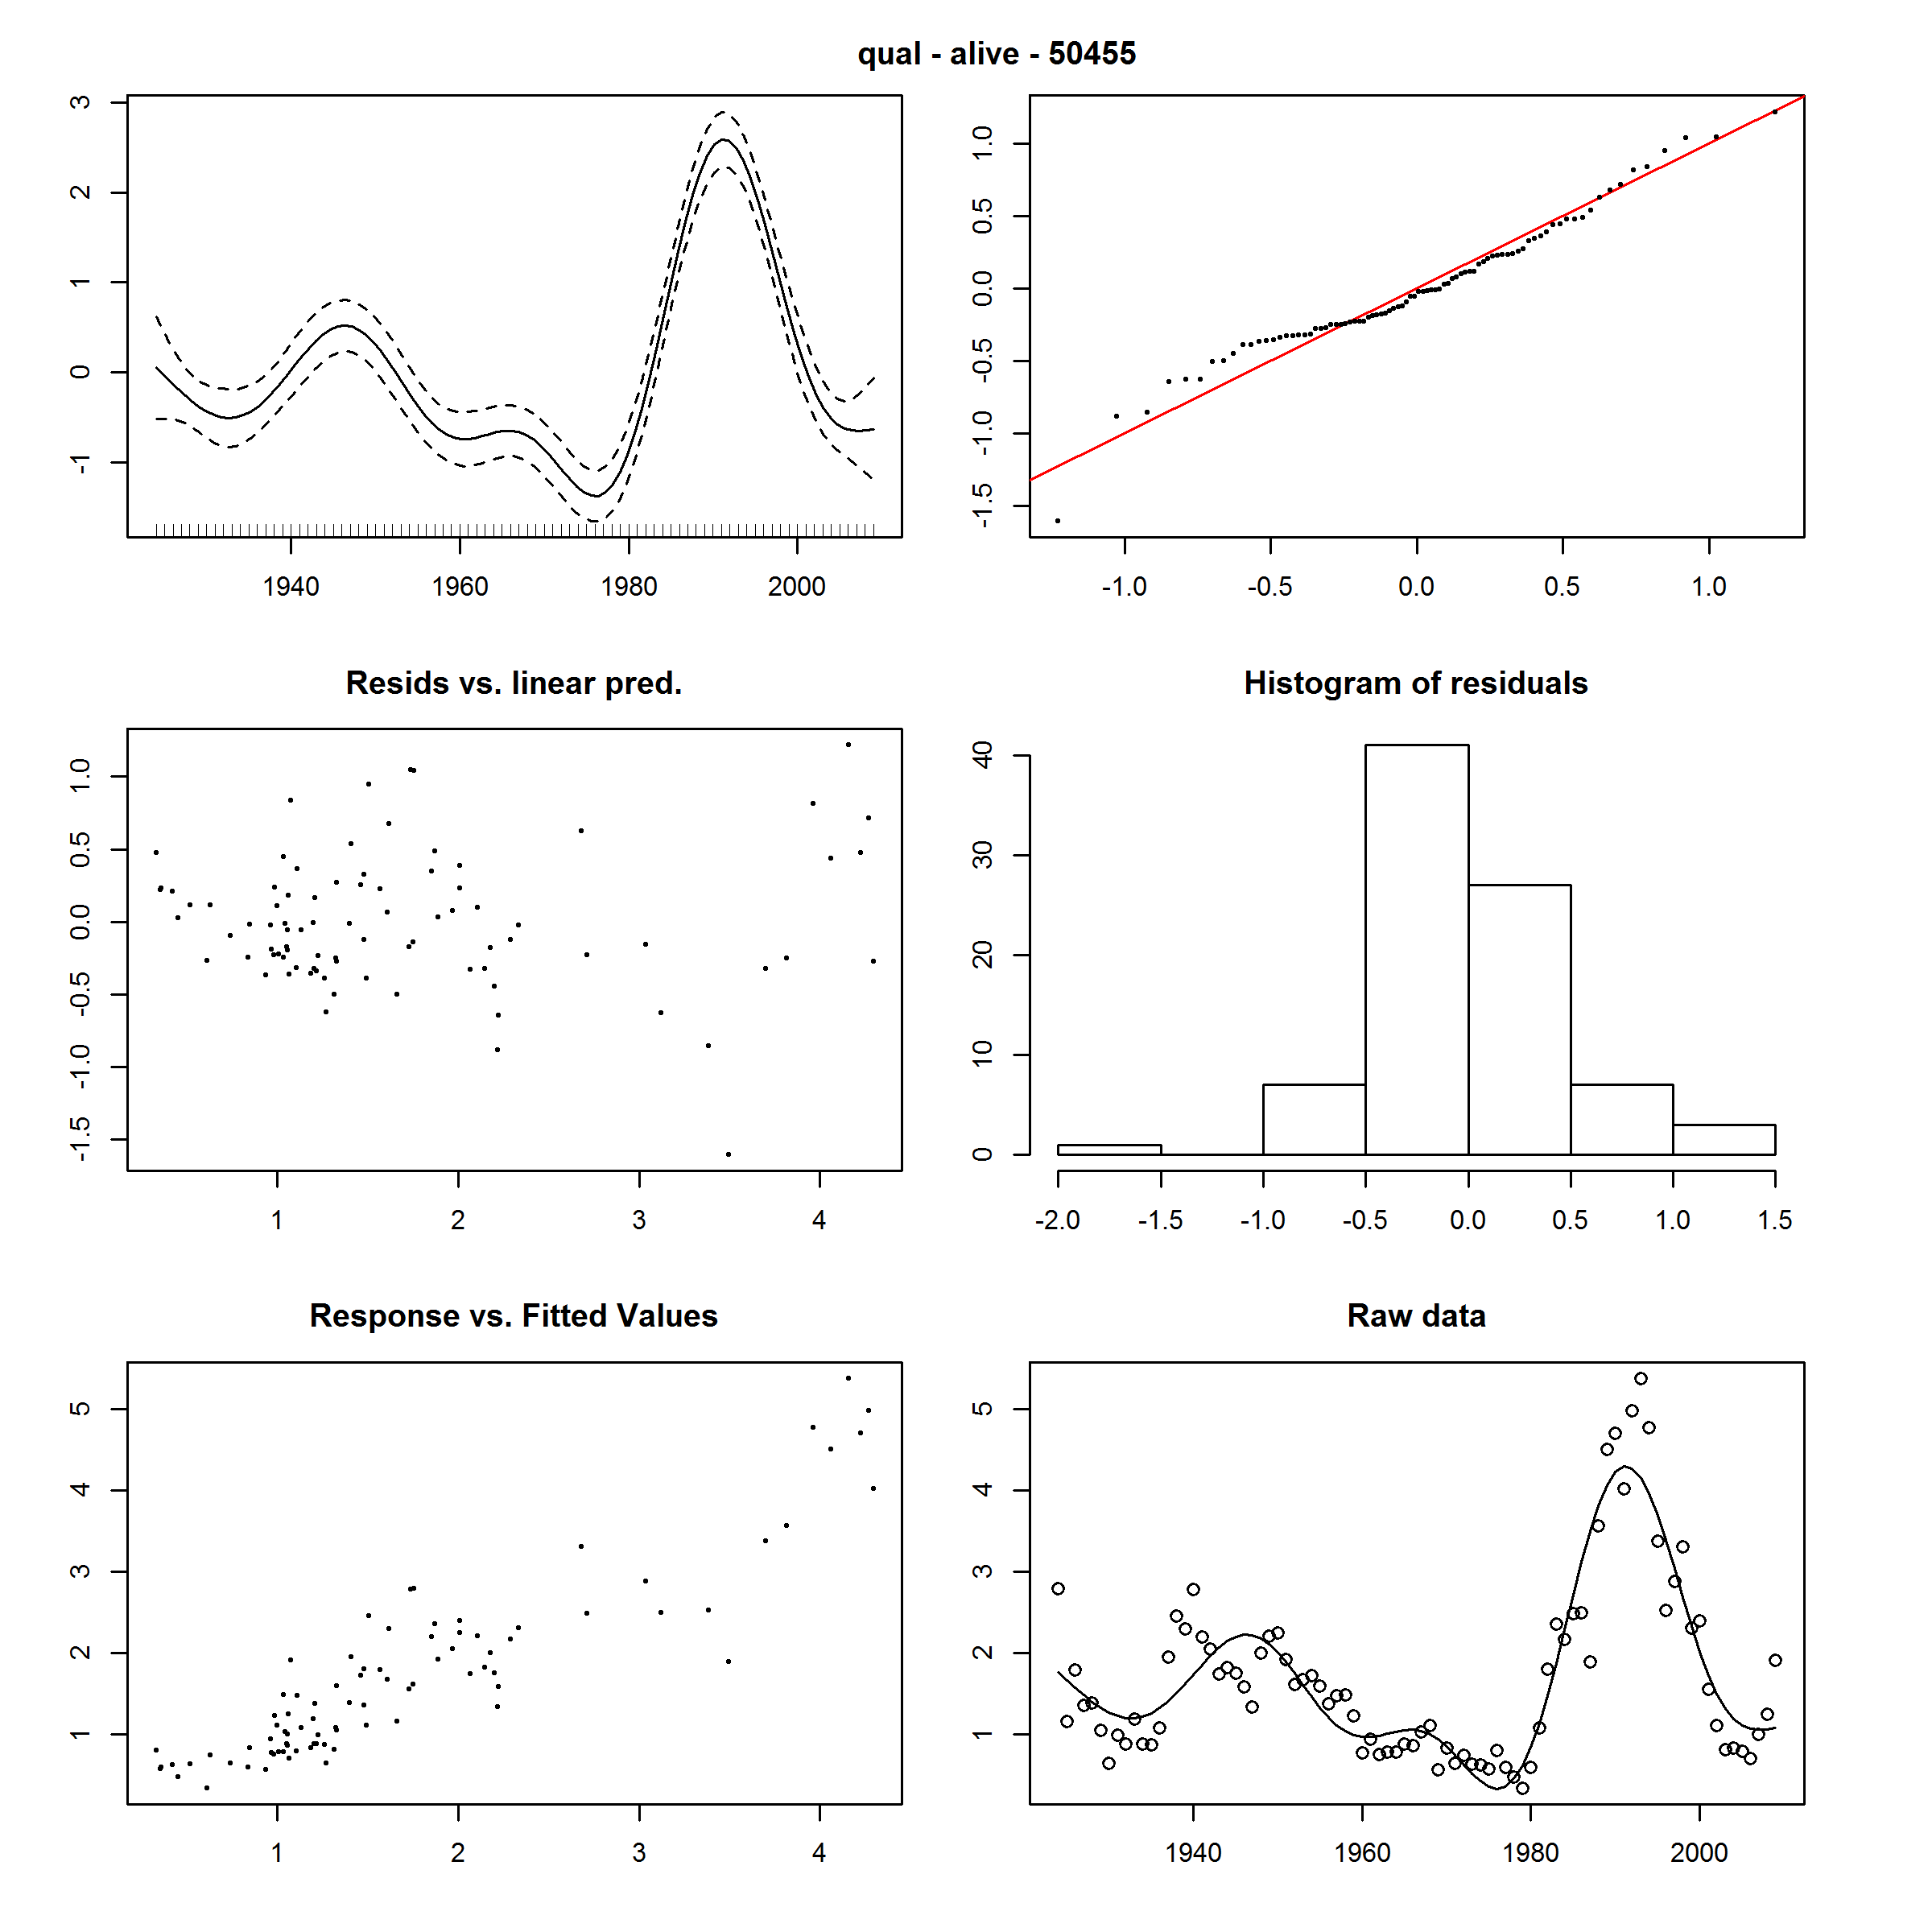 qual - alive - 50455
3
2
1
0
-1
1940 1960 1980 2000
1.0
0.5
0.0
-0.5
-1.0
-1.5
-1.0 -0.5 0.0 0.5 1.0
Resids vs. linear pred.
1.0
0.5
0.0
-0.5
-1.0
-1.5
1 2 3 4
Histogram of residuals
40
30
20
10
0
-2.0 -1.5 -1.0 -0.5 0.0 0.5 1.0 1.5
Response vs. Fitted Values
5
4
3
2
1
1 2 3 4
Raw data
5
4
3
2
1
1940 1960 1980 2000